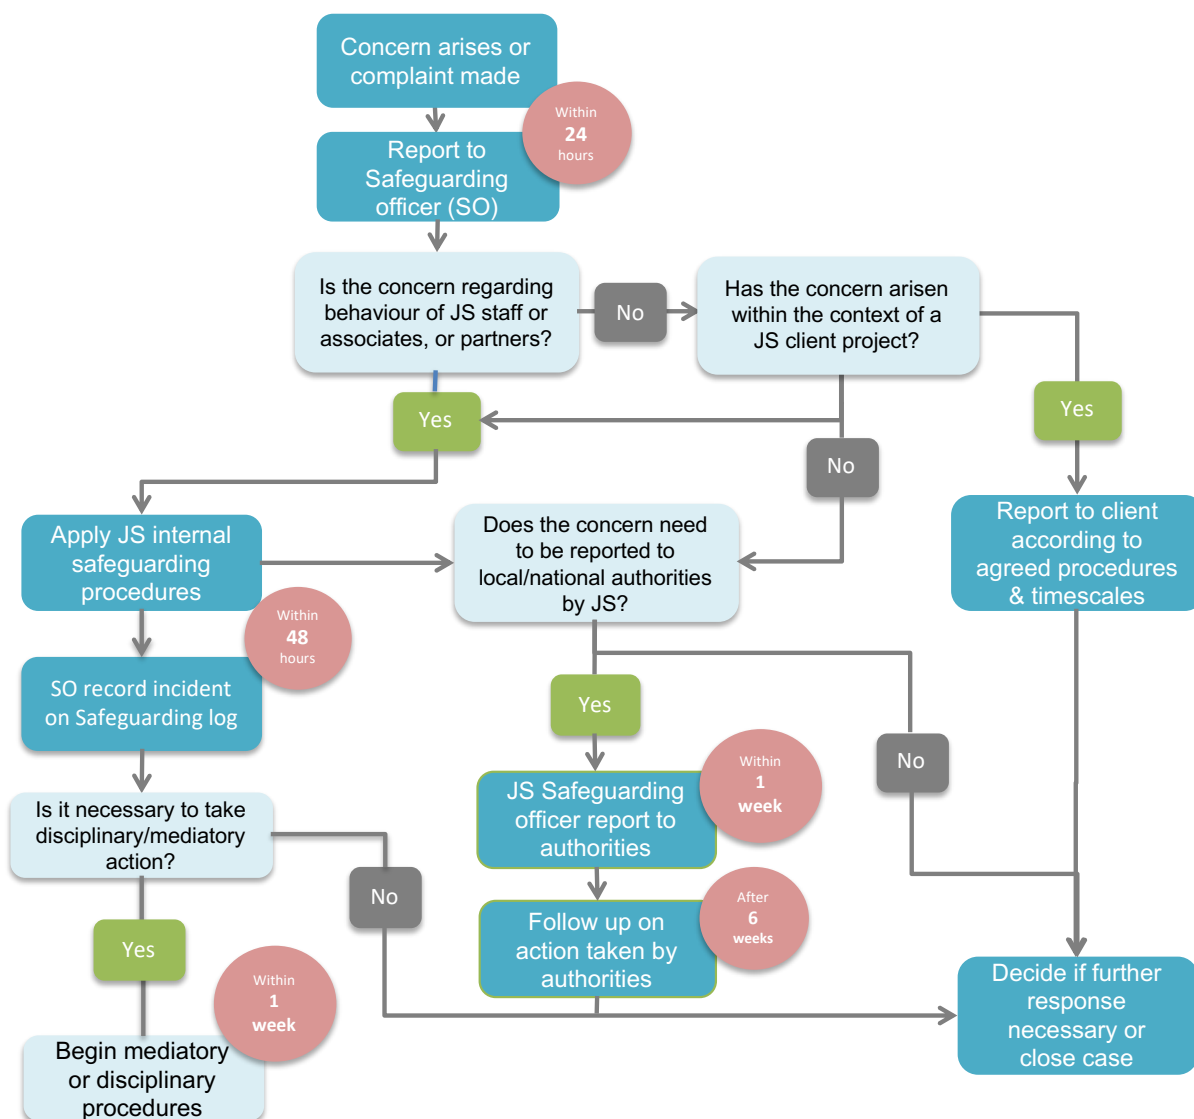 Concern arises or
complaint made
Within
24
hours
Report to
Safeguarding
officer (SO)
Is the concern regarding
behaviour of JS staff or
associates, or partners?
No
Has the concern arisen
within the context of a
JS client project?
Yes
Yes
No
Apply JS internal
safeguarding
procedures
Does the concern need
to be reported to
local/national authorities
by JS?
Report to client
according to
agreed procedures
& timescales
Within
48
hours
SO record incident
on Safeguarding log
Yes
No
Is it necessary to take
disciplinary/mediatory
action?
JS Safeguarding
officer report to
authorities
Within
1
week
No
Yes
Follow up on
action taken by
authorities
After
6
weeks
Within
1
week
Decide if further
response
necessary or
close case
Begin mediatory
or disciplinary
procedures